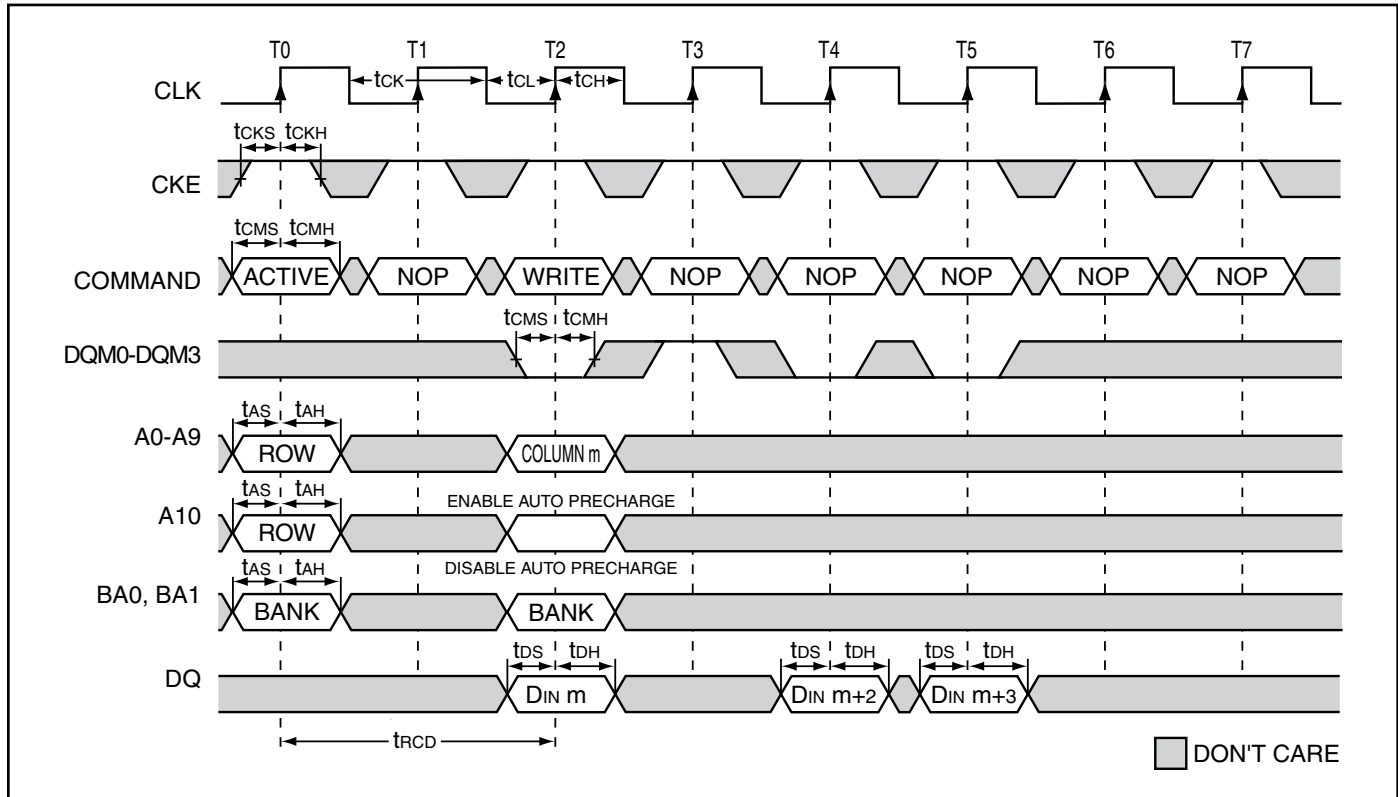 T0 T1 T2 T3 T4 T5 T6 T7
CLK tCK tCL tCH
tCKS tCKH
CKE
tCMS tCMH
COMMAND ACTIVE NOP WRITE NOP NOP NOP NOP NOP
tCMS tCMH
DQM0-DQM3
tAS tAH
A0-A9 ROW COLUMN m
tAS tAH ENABLE AUTO PRECHARGE
A10 ROW
tAS tAH DISABLE AUTO PRECHARGE
BA0, BA1 BANK BANK
tDS tDH tDS tDH tDS tDH
DQ DIN m DIN m+2 DIN m+3
tRCD
DON'T CARE